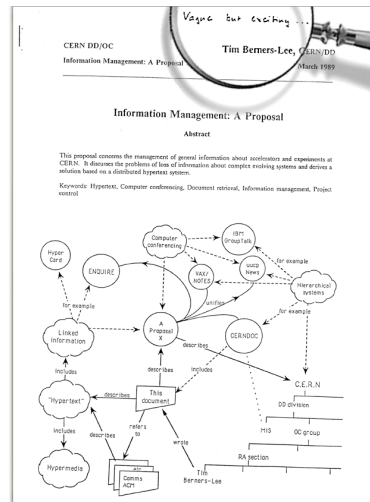 Vague but exciting ...
CERN DD/OC
Tim Berners-Lee, CERN/DD
Information Management: A Proposal
March 1989
Information Management: A Proposal
Abstract
This proposal concerns the management of general information about accelerators and experiments at
CERN. It discusses the problems of loss of information about complex evolving systems and derives a
solution based on a distributed hypertext system.
Keywords: Hypertext, Computer conferencing, Document retrieval, Information management, Project
control
IBM
GroupTalk
Computer
conferencing
Hyper
Card
ENQUIRE
VAX/
NOTES
uucp
News
for example
Hierarchical
systems
for example
unifies
for example
Linked
information
A
Proposal
X
CERNDOC
describes
includes
describes
includes
C.E.R.N
"Hypertext"
describes
This
document
DD division
includes
describes
refers
to
wrote
MIS
OC group
RA section
Hypermedia
Comms
ACM
Tim
Berners-Lee